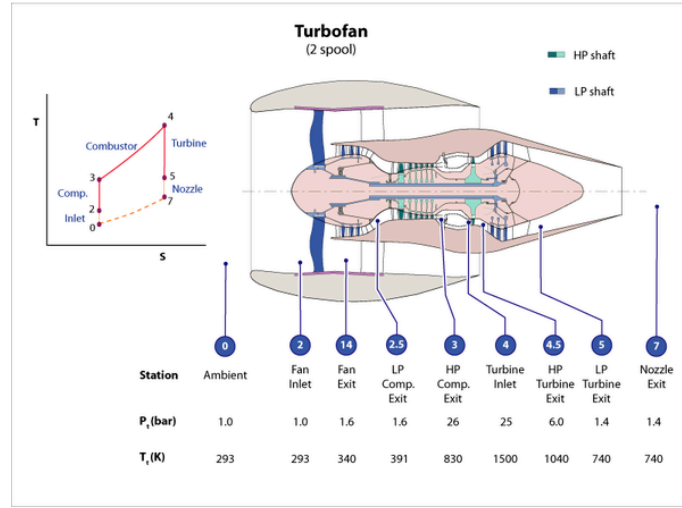 Turbofan
(2 spool)
HP shaft
LP shaft
T
4
Combustor
Turbine
3
5
Comp.
Nozzle
2
7
Inlet
0
S
0 2 14 2.5 3 4 4.5 5 7
Station Ambient Fan LP HP Turbine HP LP Nozzle
Fan Inlet Exit Comp. Comp. Inlet Turbine Turbine Exit
Exit Exit Exit Exit
Pt(bar) 1.0 1.0 1.6 1.6 26 25 6.0 1.4 1.4
Tt(K) 293 293 340 391 830 1500 1040 740 740